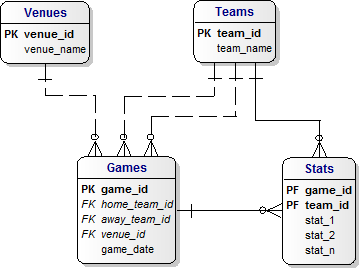 Venues
PK venue_id
venue_name
Teams
PK team_id
team_name
Games
PK game_id
FK home_team_id
FK away_team_id
FK venue_id
game_date
Stats
PF game_id
PF team_id
stat_1
stat_2
stat_n